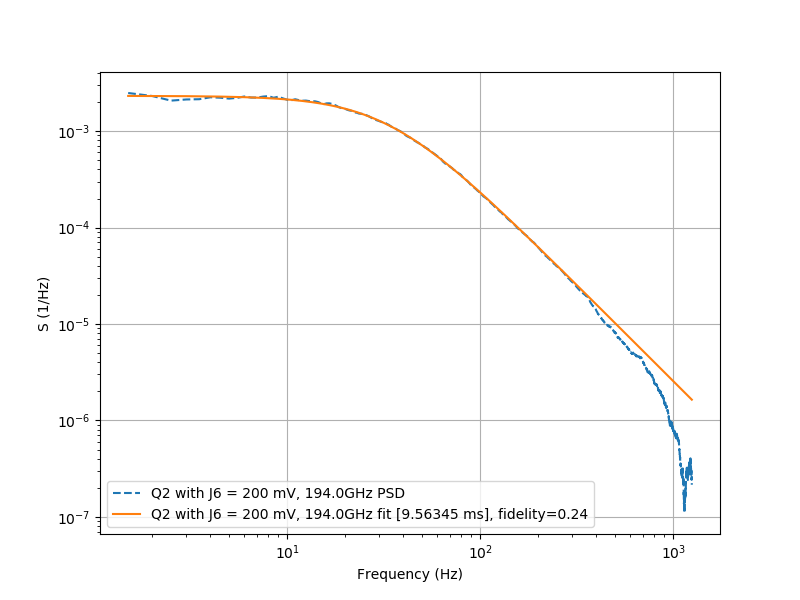 10⁻³
10⁻⁴
10⁻⁵
10⁻⁶
10⁻⁷
S (1/Hz)
Q2 with J6 = 200 mV, 194.0GHz PSD
Q2 with J6 = 200 mV, 194.0GHz fit [9.56345 ms], fidelity=0.24
10¹ 10² 10³
Frequency (Hz)